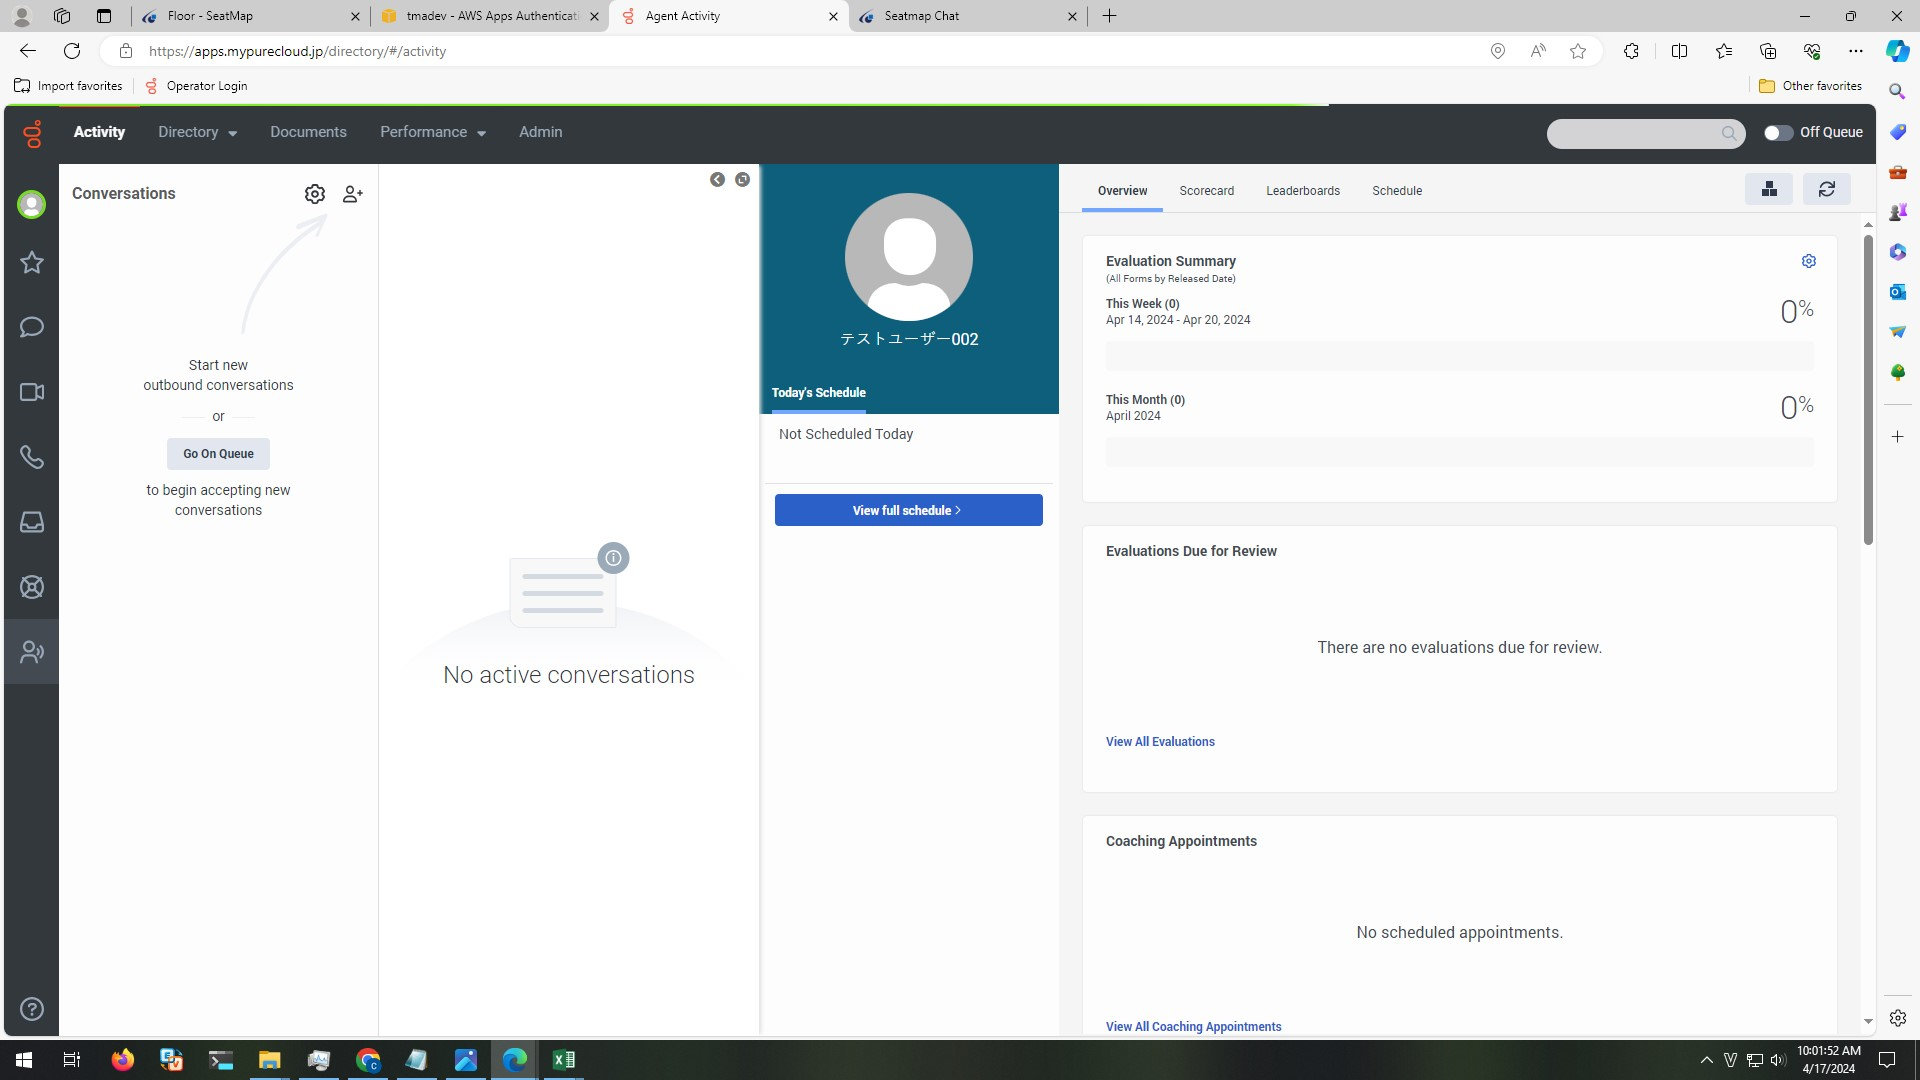 Floor - SeatMap
tmadev - AWS Apps Authenticati
Agent Activity
Seatmap Chat
https://apps.mypurecloud.jp/directory/#/activity
Import favorites
Operator Login
Other favorites
Activity
Directory
Documents
Performance
Admin
Off Queue
Conversations
Start new
outbound conversations
or
Go On Queue
to begin accepting new
conversations
No active conversations
テストユーザー002
Today's Schedule
Not Scheduled Today
View full schedule
Overview
Scorecard
Leaderboards
Schedule
Evaluation Summary
(All Forms by Released Date)
This Week (0)
Apr 14, 2024 - Apr 20, 2024
0%
This Month (0)
April 2024
0%
Evaluations Due for Review
There are no evaluations due for review.
View All Evaluations
Coaching Appointments
No scheduled appointments.
View All Coaching Appointments
10:01:52 AM
4/17/2024